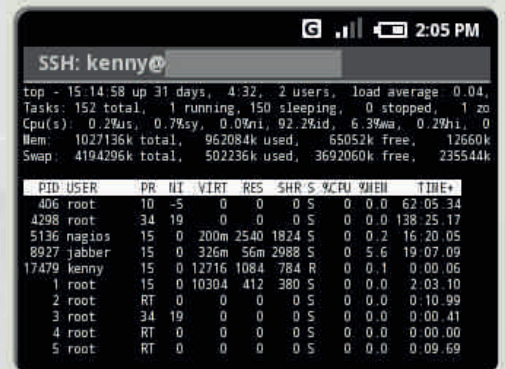 G 2:05 PM
SSH: kenny@
top - 15:14:58 up 31 days, 4:32, 2 users, load average: 0.04,
Tasks: 152 total, 1 running, 150 sleeping, 0 stopped, 1 zo
Cpu(s): 0.2%us, 0.7%sy, 0.0%ni, 92.2%id, 6.3%wa, 0.2%hi, 0
Mem: 1027136k total, 962084k used, 65052k free, 12660k
Swap: 4194296k total, 502236k used, 3692060k free, 235544k
PID USER PR NI VIRT RES SHR S %CPU %MEM TIME+
406 root 10 -5 0 0 0 S 0 0.0 62:05.34
4298 root 34 19 0 0 0 S 0 0.0 138:25.17
5136 nagios 15 0 200m 2540 1824 S 0 0.2 16:20.05
8927 jabber 15 0 326m 56m 2988 S 0 5.6 19:07.09
17479 kenny 15 0 12716 1084 784 R 0 0.1 0:00.06
1 root 15 0 10304 412 380 S 0 0.0 2:03.10
2 root RT 0 0 0 0 S 0 0.0 0:10.99
3 root 34 19 0 0 0 S 0 0.0 0:00.41
4 root RT 0 0 0 0 S 0 0.0 0:00.00
5 root RT 0 0 0 0 S 0 0.0 0:09.69